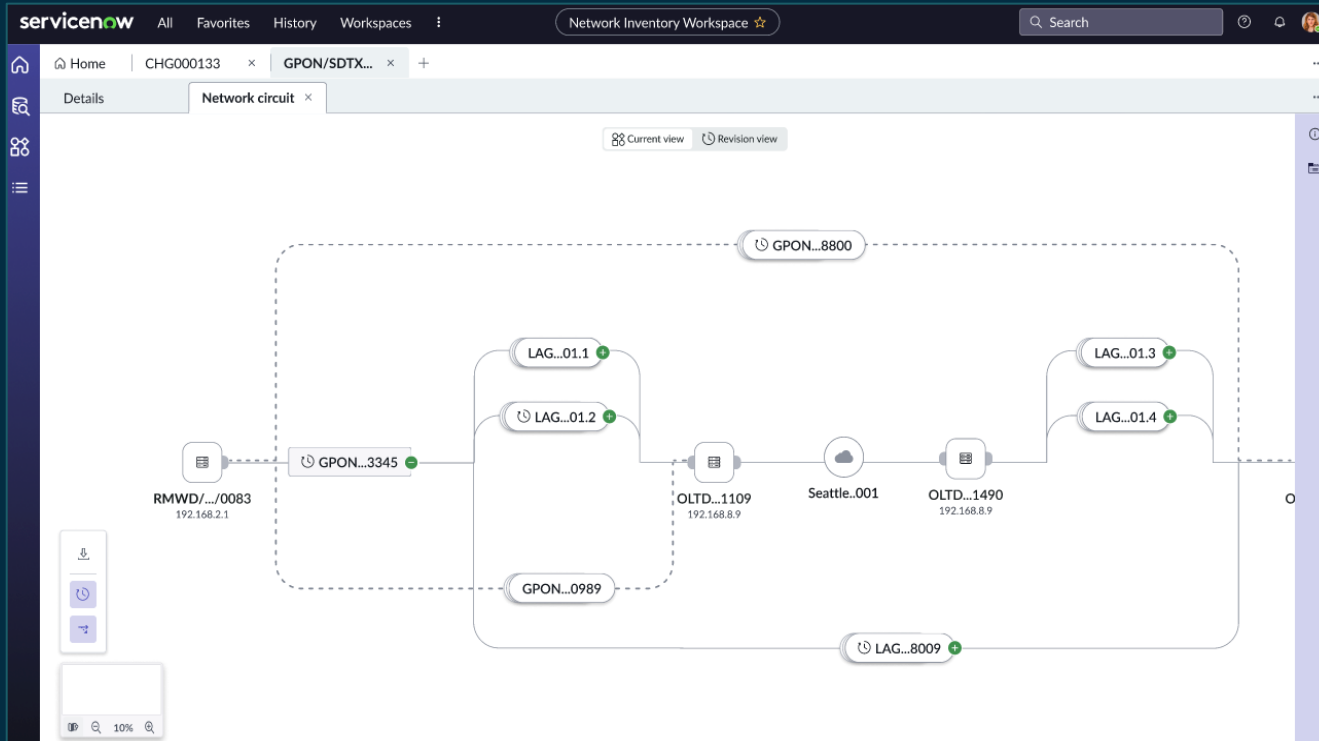 servicenow All Favorites History Workspaces Network Inventory Workspace Search
Home CHG000133 GPON/SDTX...
Details Network circuit
Current view Revision view
GPON...8800
LAG...01.1 LAG...01.3
LAG...01.2 LAG...01.4
GPON...3345
RMWD/.../0083 OLTD...1109 Seattle..001 OLTD...1490 O
192.168.2.1 192.168.8.9 192.168.8.9
GPON...0989
LAG...8009
10%